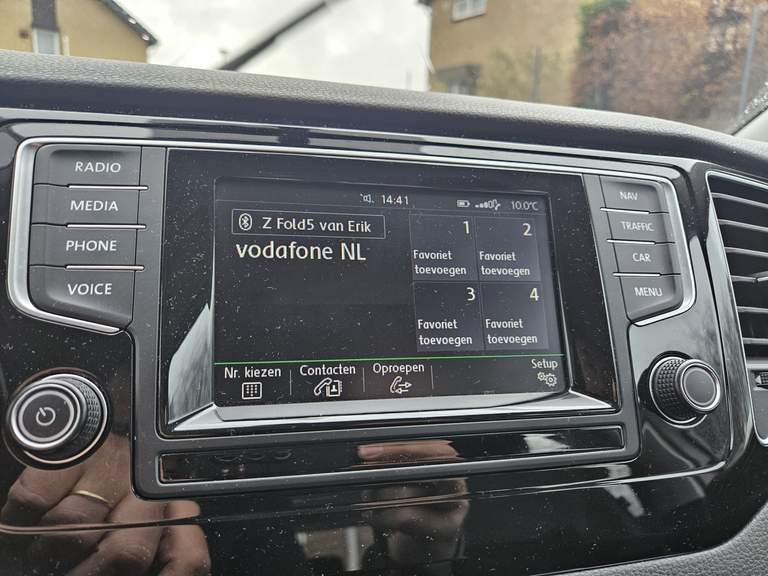 RADIO
MEDIA
PHONE
VOICE
14:41
10.0°C
Z Fold5 van Erik
vodafone NL
1
Favoriet
toevoegen
2
Favoriet
toevoegen
3
Favoriet
toevoegen
4
Favoriet
toevoegen
Nr. kiezen
Contacten
Oproepen
Setup
NAV
TRAFFIC
CAR
MENU